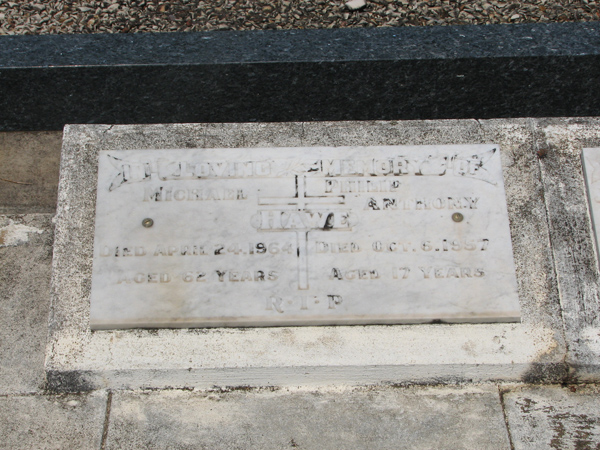 IN LOVING MEMORY OF
MICHAEL PHILIP
ANTHONY
HAWE
DIED APRIL 24. 1964 DIED OCT. 6. 1957
AGED 62 YEARS AGED 17 YEARS
R-I-P